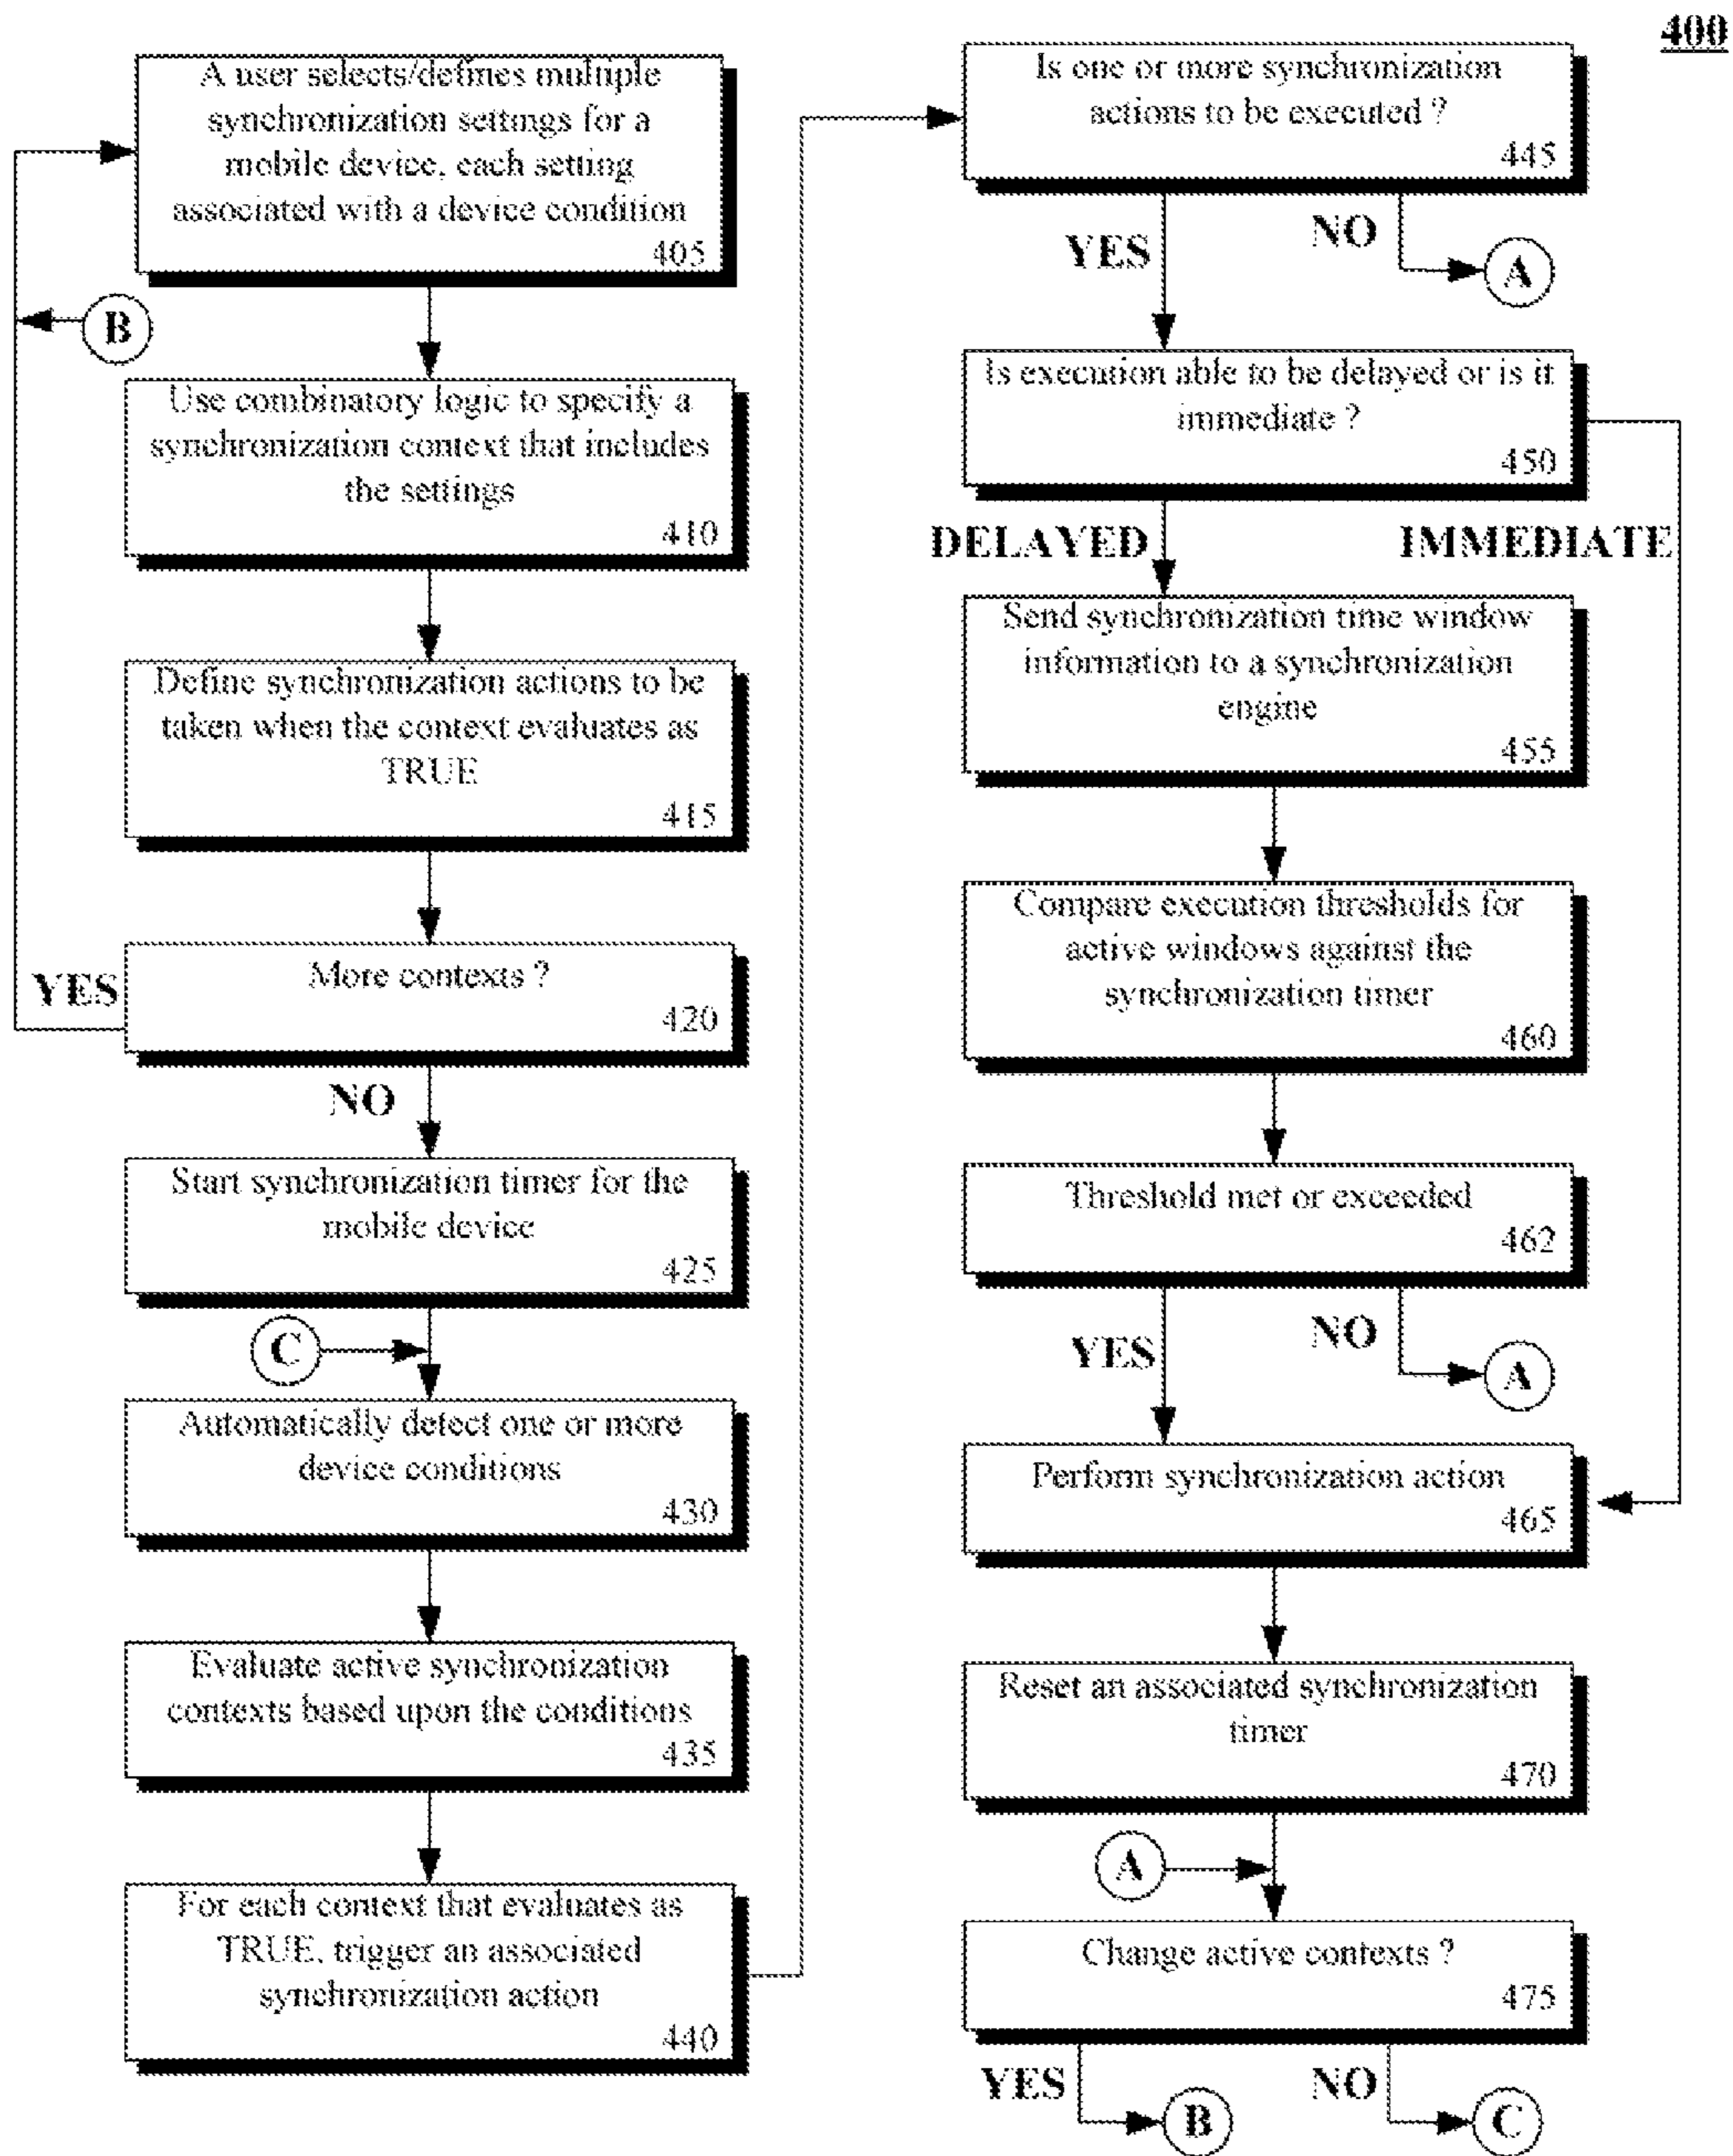 400
A user selects/defines multiple
synchronization settings for a
mobile device, each setting
associated with a device condition
405
B
Use combinatory logic to specify a
synchronization context that includes
the settings
410
Define synchronization actions to be
taken when the context evaluates as
TRUE
415
More contexts ?
420
YES
NO
Start synchronization timer for the
mobile device
425
C
Automatically detect one or more
device conditions
430
Evaluate active synchronization
contexts based upon the conditions
435
For each context that evaluates as
TRUE, trigger an associated
synchronization action
440
Is one or more synchronization
actions to be executed ?
445
YES
NO
A
Is execution able to be delayed or is it
immediate ?
450
DELAYED
IMMEDIATE
Send synchronization time window
information to a synchronization
engine
455
Compare execution thresholds for
active windows against the
synchronization timer
460
Threshold met or exceeded
462
YES
NO
A
Perform synchronization action
465
Reset an associated synchronization
timer
470
A
Change active contexts ?
475
YES
B
NO
C